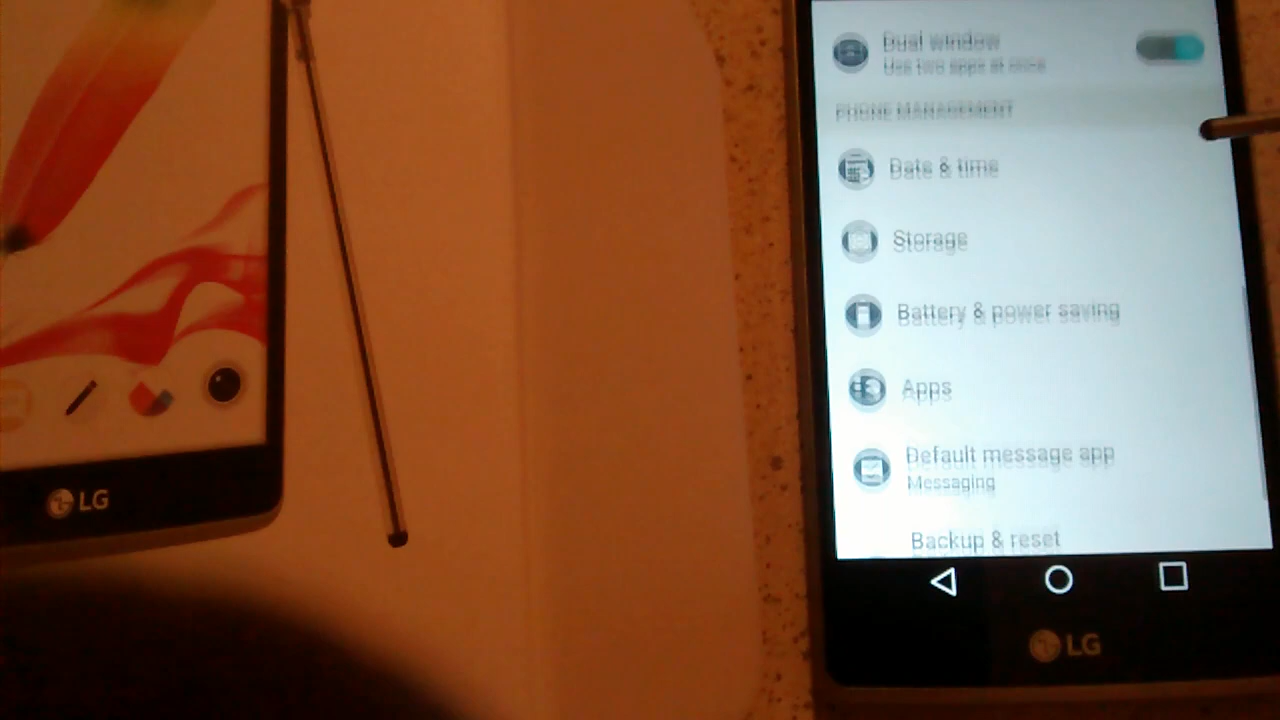 LG
Dual window
Use two apps at once
PHONE MANAGEMENT
Date & time
Storage
Battery & power saving
Apps
Default message app
Messaging
Backup & reset
LG